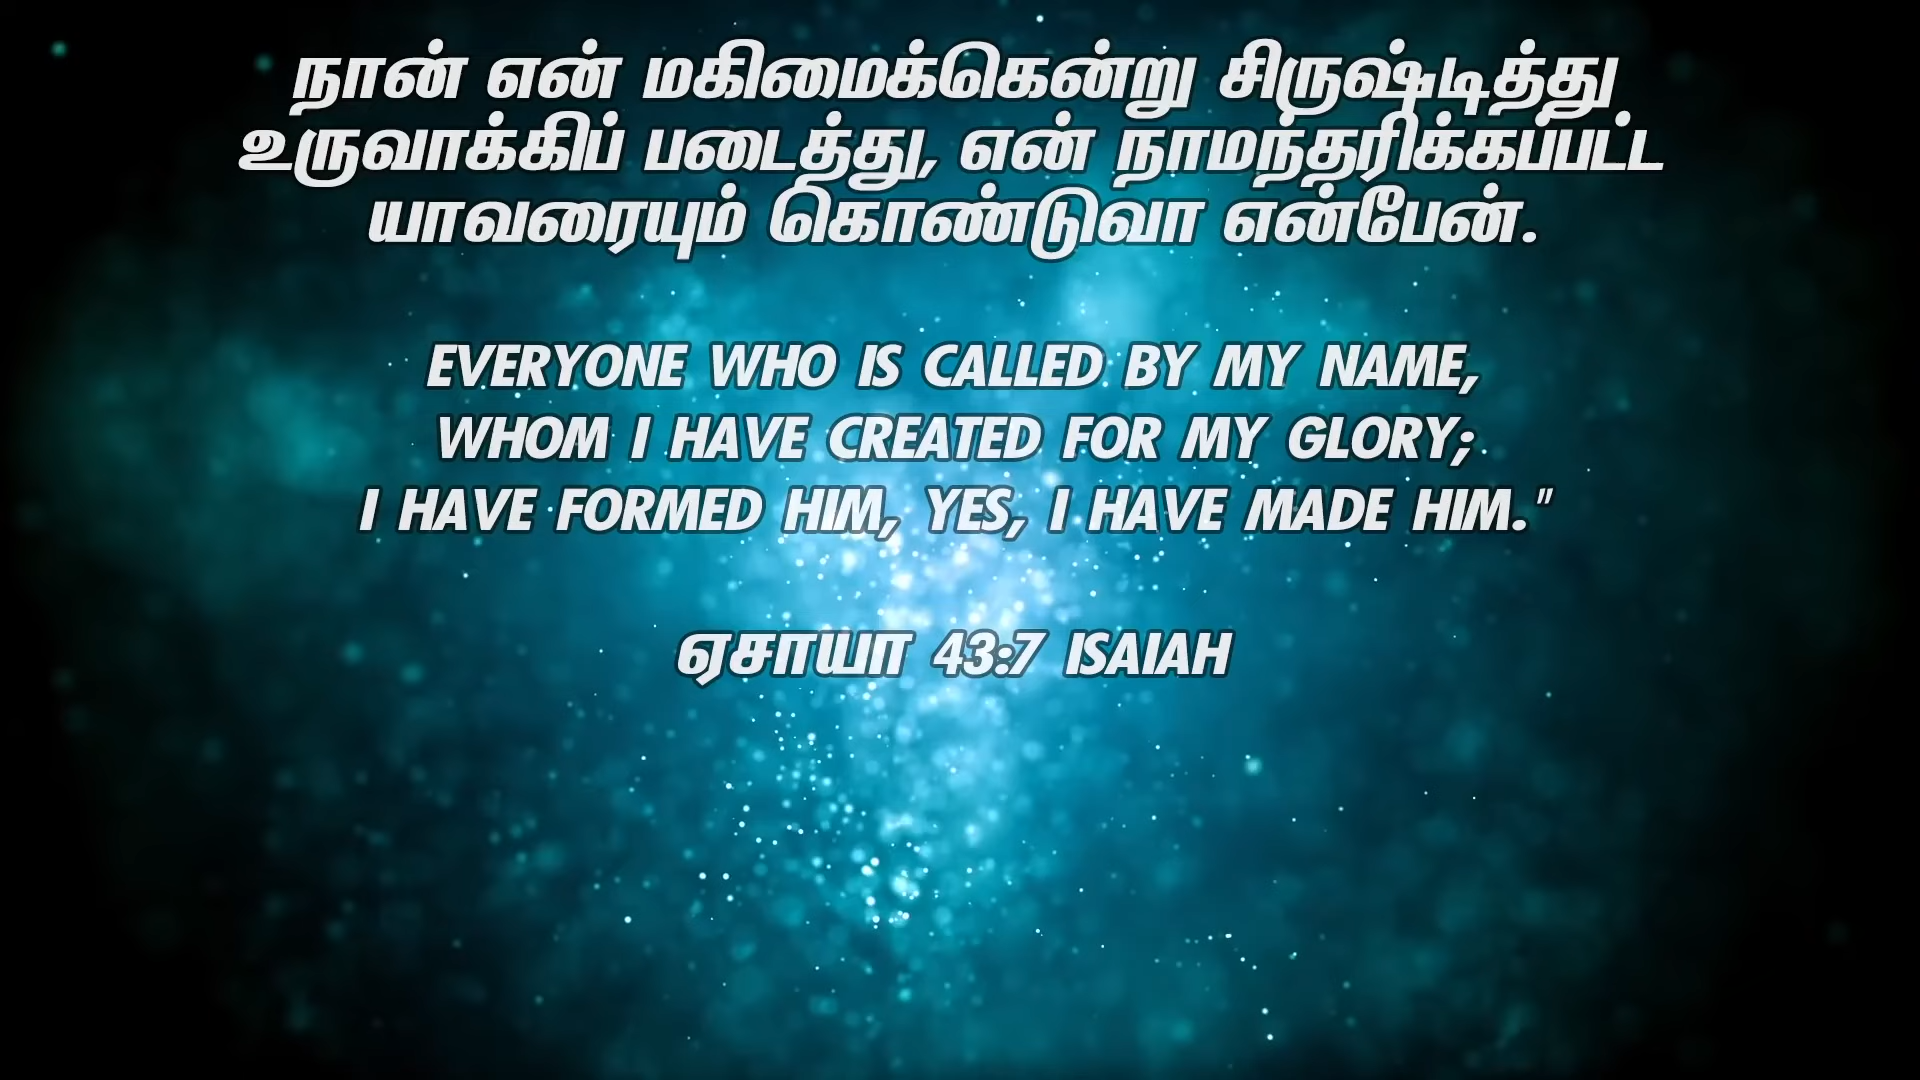 நான் என் மகிமைக்கென்று சிருஷ்டித்து
உருவாக்கிப் படைத்து, என் நாமந்தரிக்கப்பட்ட
யாவரையும் கொண்டுவா என்பேன்.
EVERYONE WHO IS CALLED BY MY NAME,
WHOM I HAVE CREATED FOR MY GLORY;
I HAVE FORMED HIM, YES, I HAVE MADE HIM."
ஏசாயா 43:7 ISAIAH